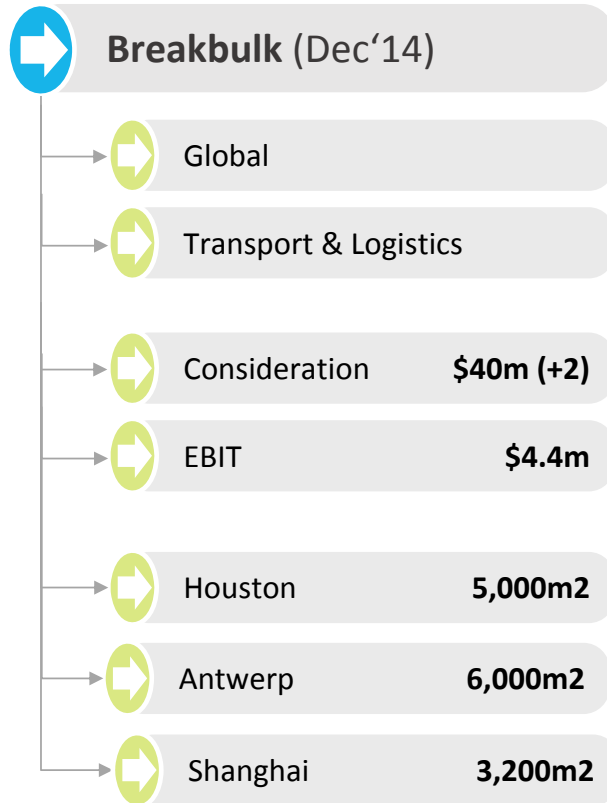 Breakbulk (Dec‘14)
Global
Transport & Logistics
Consideration $40m (+2)
EBIT $4.4m
Houston 5,000m2
Antwerp 6,000m2
Shanghai 3,200m2